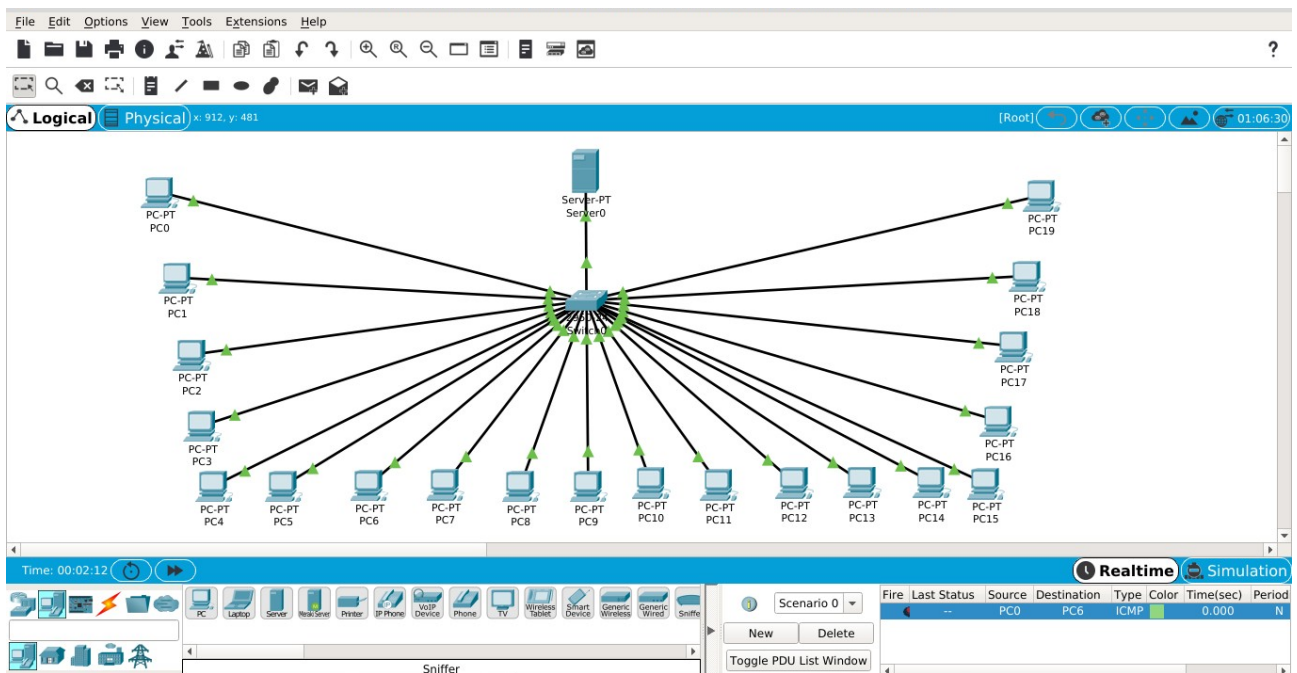 File Edit Options View Tools Extensions Help
?
Logical Physical x: 912, y: 481 [Root] 01:06:30
Server-PT
Server0
PC-PT
PC0
PC-PT
PC19
PC-PT
PC1
PC-PT
PC18
Switch0
PC-PT
PC2
PC-PT
PC17
PC-PT
PC3
PC-PT
PC16
PC-PT
PC4
PC-PT
PC5
PC-PT
PC6
PC-PT
PC7
PC-PT
PC8
PC-PT
PC9
PC-PT
PC10
PC-PT
PC11
PC-PT
PC12
PC-PT
PC13
PC-PT
PC14
PC-PT
PC15
Time: 00:02:12 Realtime Simulation
PC Laptop Server Printer IP Phone VoIP Device Phone TV Wireless Tablet Smart Device Generic Wireless Generic Wired Sniffe
Sniffer
Scenario 0
New Delete
Toggle PDU List Window
Fire Last Status Source Destination Type Color Time(sec) Period
-- PC0 PC6 ICMP 0.000 N